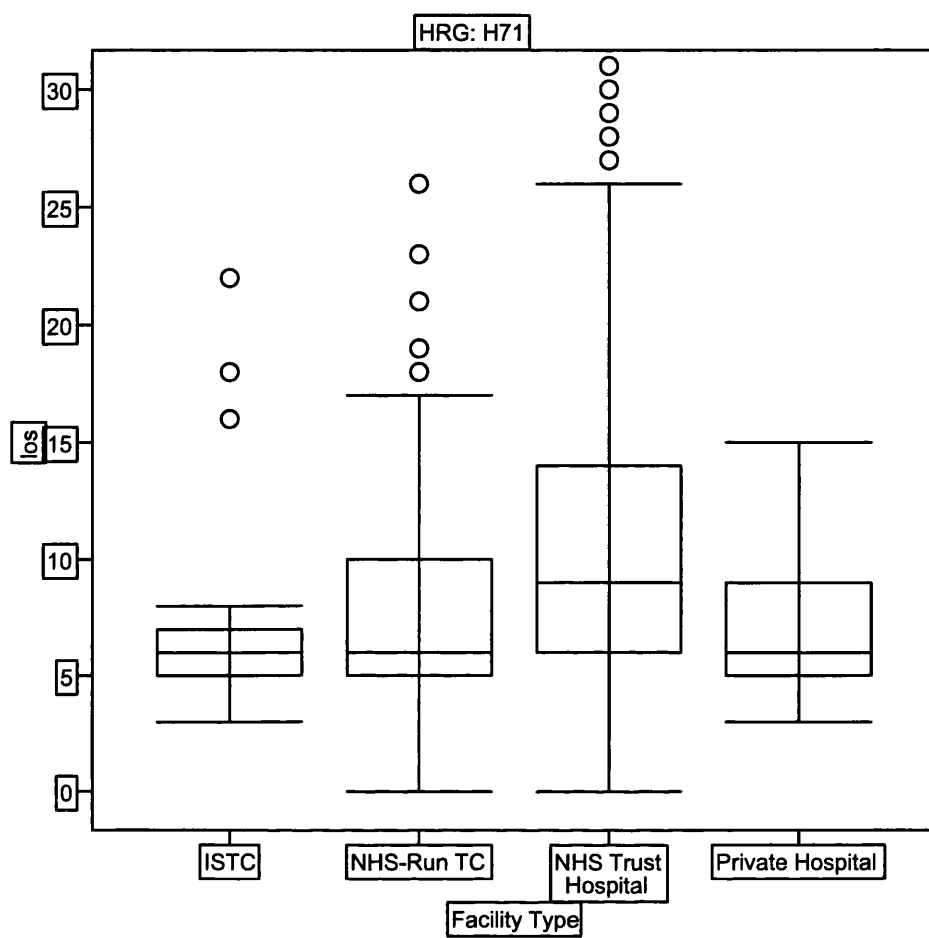 HRG: H71
30
25
20
15
10
5
0
los
ISTC
NHS-Run TC
NHS Trust
Hospital
Private Hospital
Facility Type